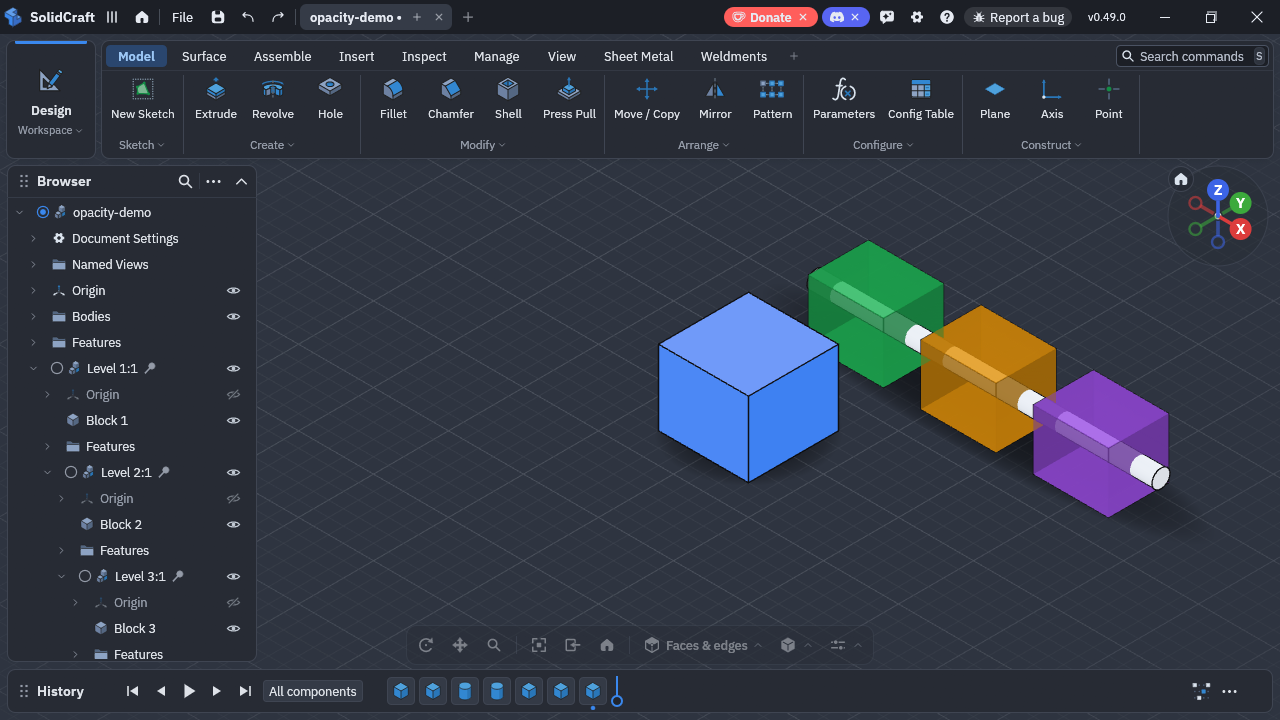 SolidCraft File opacity-demo • Donate Report a bug v0.49.0
Design
Workspace
Model Surface Assemble Insert Inspect Manage View Sheet Metal Weldments Search commands S
New Sketch Extrude Revolve Hole Fillet Chamfer Shell Press Pull Move / Copy Mirror Pattern Parameters Config Table Plane Axis Point
Sketch Create Modify Arrange Configure Construct
Browser
opacity-demo
Document Settings
Named Views
Origin
Bodies
Features
Level 1:1
Origin
Block 1
Features
Level 2:1
Origin
Block 2
Features
Level 3:1
Origin
Block 3
Features
Z
Y
X
Faces & edges
History All components